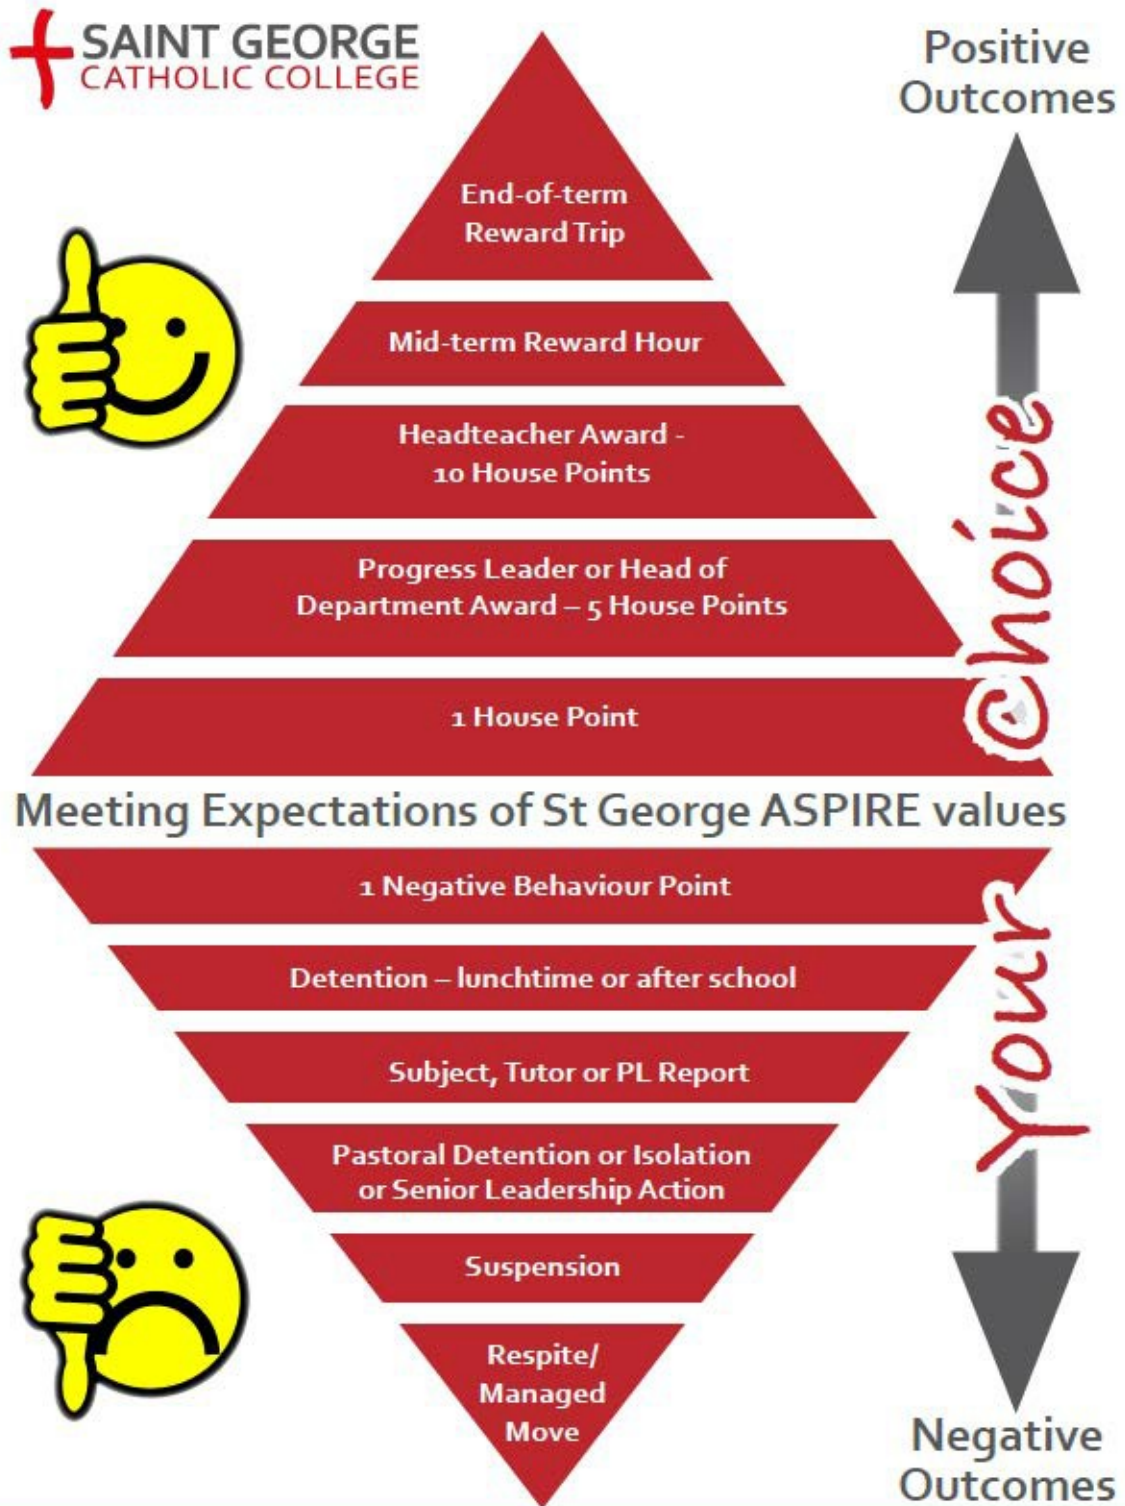 SAINT GEORGE
CATHOLIC COLLEGE
Positive
Outcomes
End-of-term
Reward Trip
Mid-term Reward Hour
Headteacher Award -
10 House Points
Progress Leader or Head of
Department Award – 5 House Points
1 House Point
Meeting Expectations of St George ASPIRE values
1 Negative Behaviour Point
Detention – lunchtime or after school
Subject, Tutor or PL Report
Pastoral Detention or Isolation
or Senior Leadership Action
Suspension
Respite/
Managed
Move
Your Choice
Negative
Outcomes